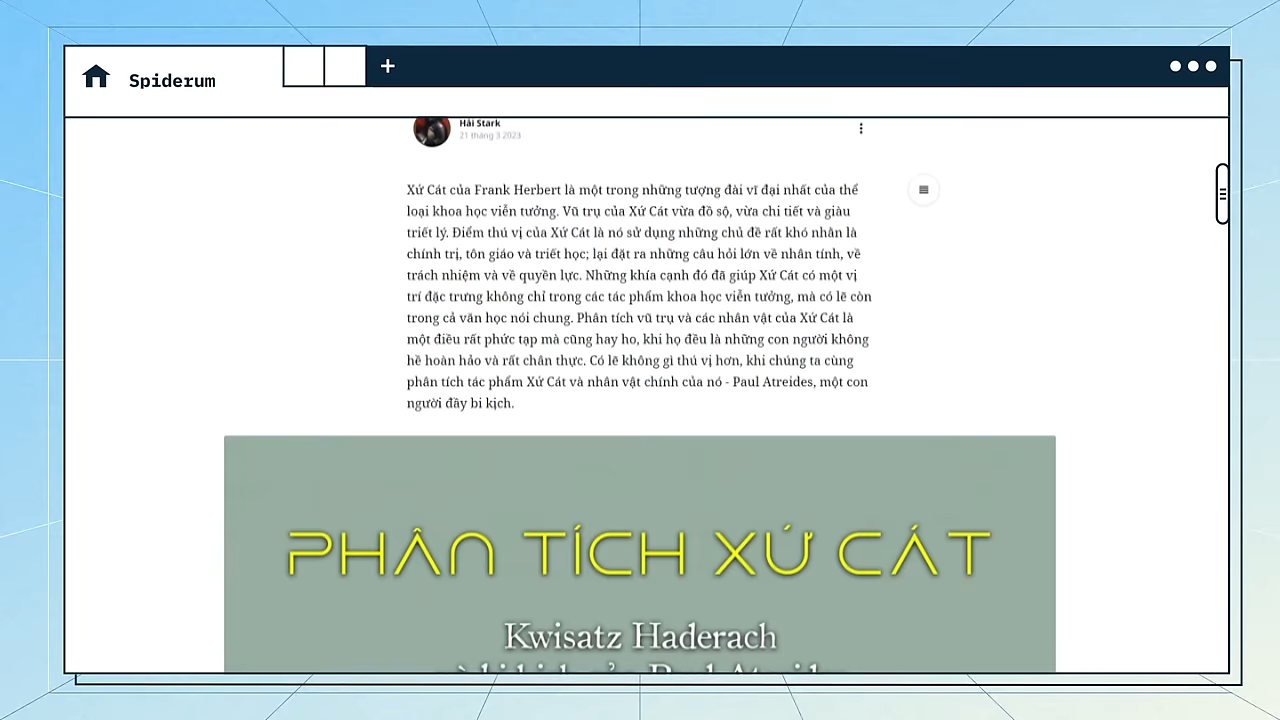 Spiderum
Hải Stark
21 tháng 3 2023
Xứ Cát của Frank Herbert là một trong những tượng đài vĩ đại nhất của thể
loại khoa học viễn tưởng. Vũ trụ của Xứ Cát vừa đồ sộ, vừa chi tiết và giàu
triết lý. Điểm thú vị của Xứ Cát là nó sử dụng những chủ đề rất khó nhằn là
chính trị, tôn giáo và triết học; lại đặt ra những câu hỏi lớn về nhân tính, về
trách nhiệm và về quyền lực. Những khía cạnh đó đã giúp Xứ Cát có một vị
trí đặc trưng không chỉ trong các tác phẩm khoa học viễn tưởng, mà có lẽ còn
trong cả văn học nói chung. Phân tích vũ trụ và các nhân vật của Xứ Cát là
một điều rất phức tạp mà cũng hay ho, khi họ đều là những con người không
hề hoàn hảo và rất chân thực. Có lẽ không gì thú vị hơn, khi chúng ta cùng
phân tích tác phẩm Xứ Cát và nhân vật chính của nó - Paul Atreides, một con
người đầy bi kịch.
PHÂN TÍCH XỨ CÁT
Kwisatz Haderach